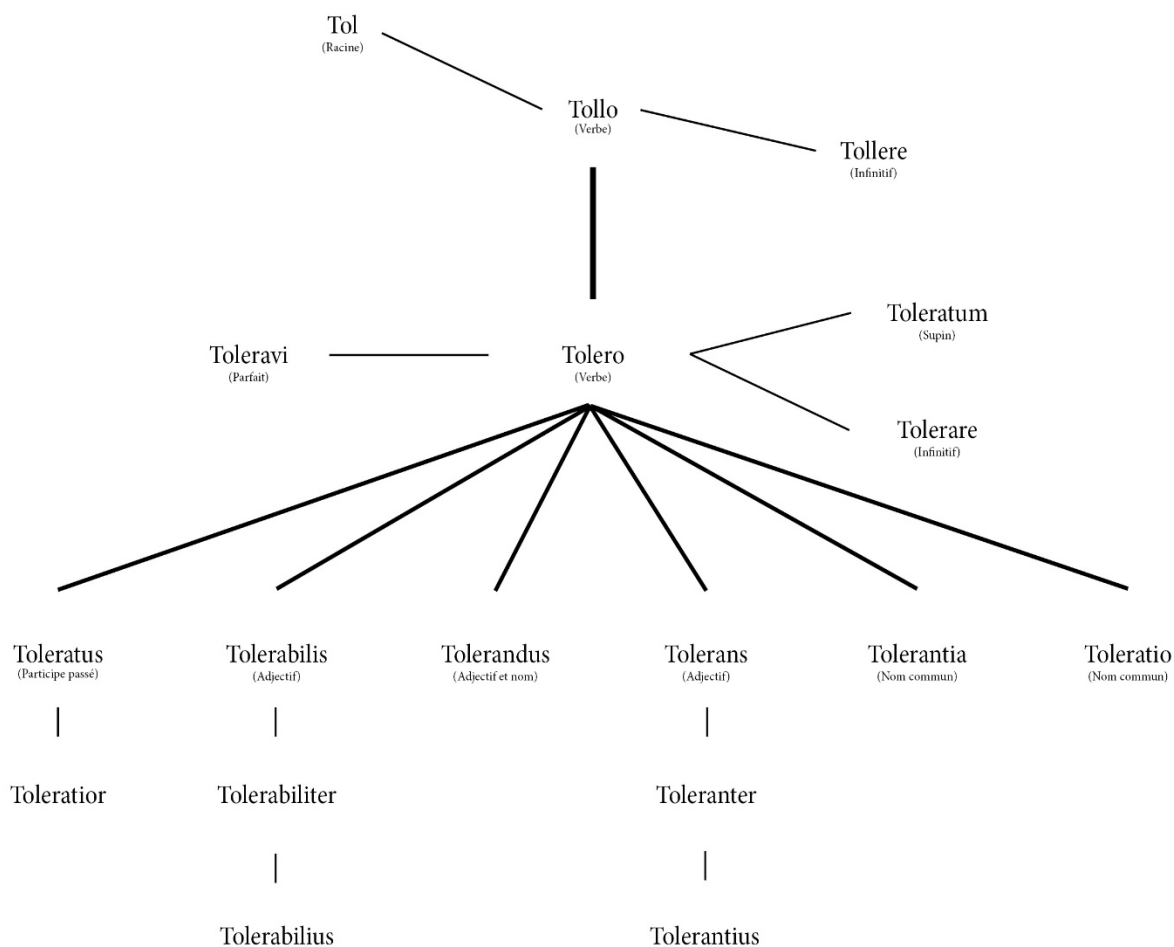 Tol
(Racine)
Tollo
(Verbe)
Tollere
(Infinitif)
Toleratum
(Supin)
Toleravi
(Parfait)
Tolero
(Verbe)
Tolerare
(Infinitif)
Toleratus
(Participe passé)
Tolerabilis
(Adjectif)
Tolerandus
(Adjectif et nom)
Tolerans
(Adjectif)
Tolerantia
(Nom commun)
Toleratio
(Nom commun)
Toleratior
Tolerabiliter
Toleranter
Tolerabilius
Tolerantius